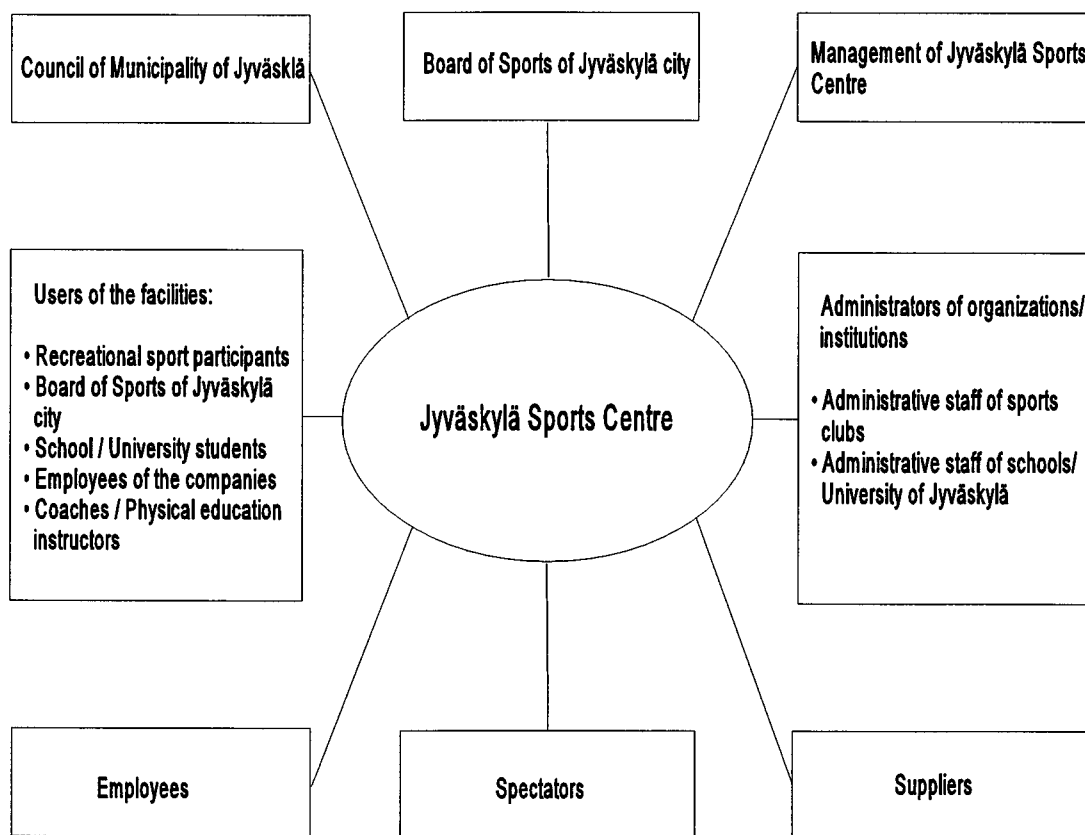 Council of Municipality of Jyväsklä
Board of Sports of Jyväskylä city
Management of Jyväskylä Sports
Centre
Users of the facilities:
• Recreational sport participants
• Board of Sports of Jyväskylä
city
• School / University students
• Employees of the companies
• Coaches / Physical education
instructors
Jyväskylä Sports Centre
Administrators of organizations/
institutions
• Administrative staff of sports
clubs
• Administrative staff of schools/
University of Jyväskylä
Employees
Spectators
Suppliers